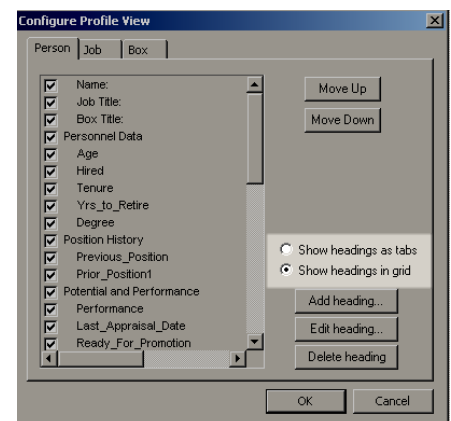 Configure Profile View
Person Job Box
Name:
Job Title:
Box Title:
Personnel Data
Age
Hired
Tenure
Yrs_to_Retire
Degree
Position History
Previous_Position
Prior_Position1
Potential and Performance
Performance
Last_Appraisal_Date
Ready_For_Promotion
Move Up
Move Down
Show headings as tabs
Show headings in grid
Add heading...
Edit heading...
Delete heading
OK Cancel